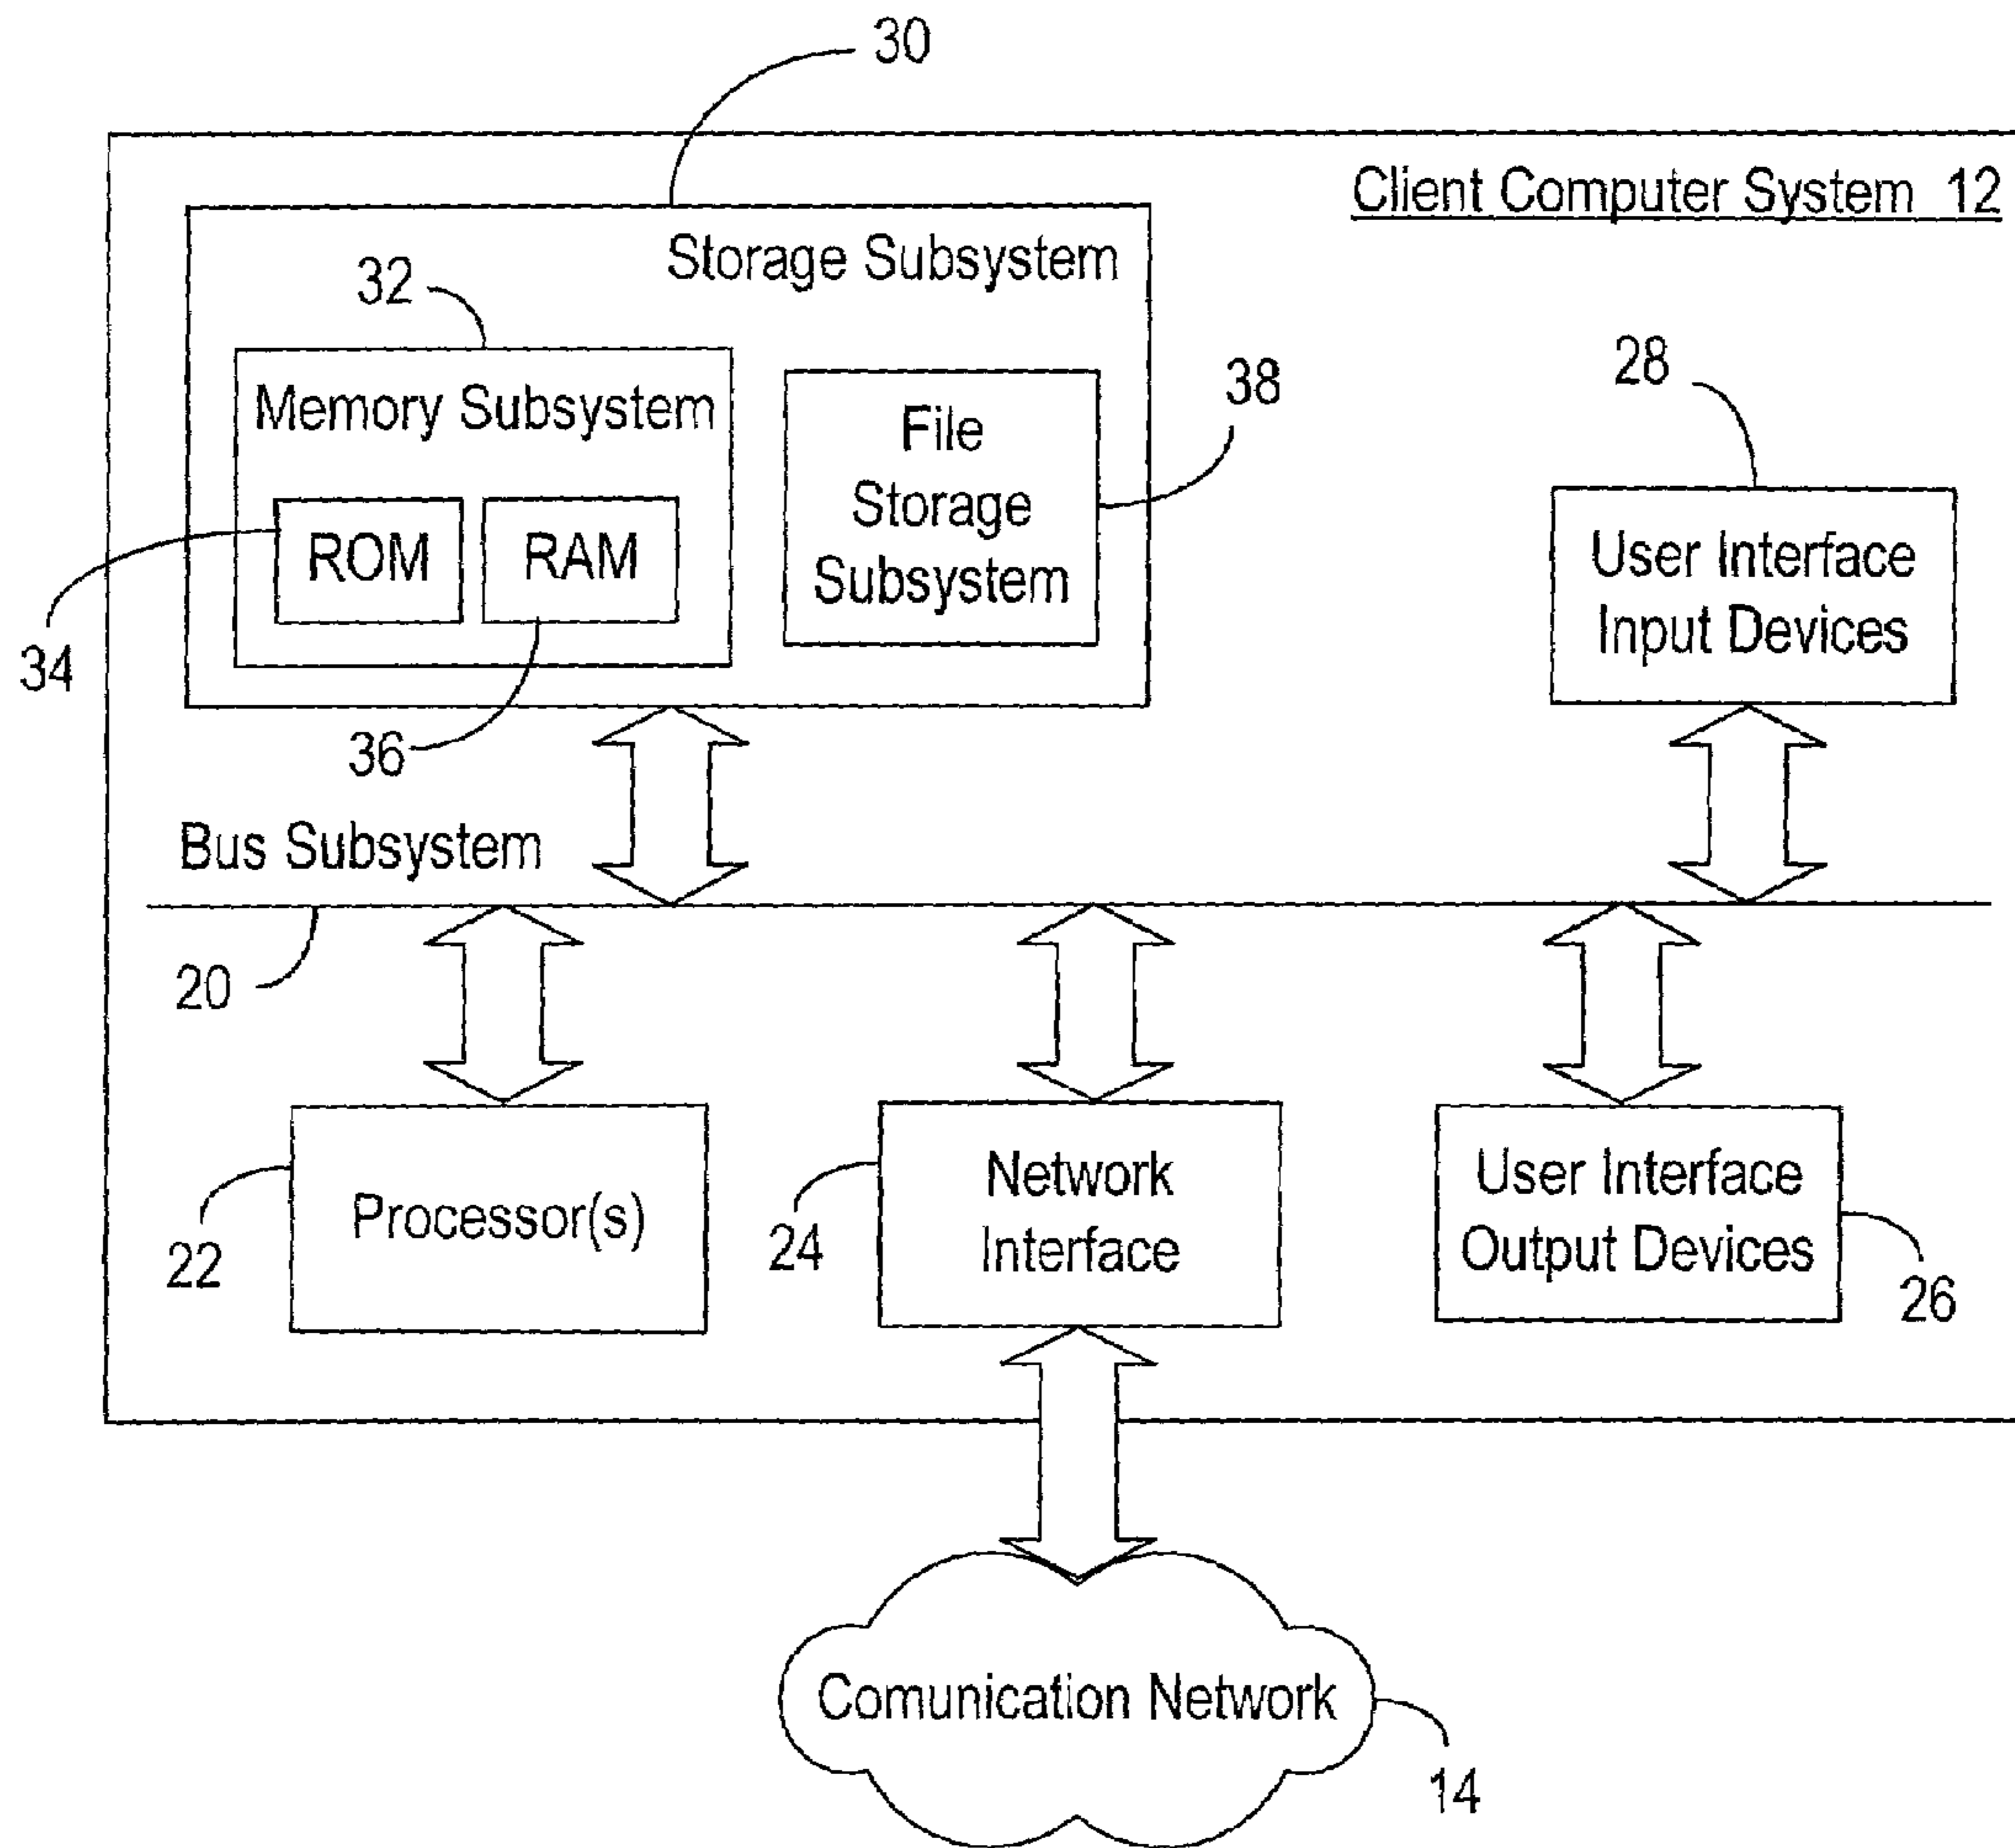 30
Client Computer System 12
Storage Subsystem
32
Memory Subsystem
ROM
RAM
34
36
File
Storage
Subsystem
38
28
User Interface
Input Devices
Bus Subsystem
20
22
Processor(s)
24
Network
Interface
User Interface
Output Devices
26
Comunication Network
14